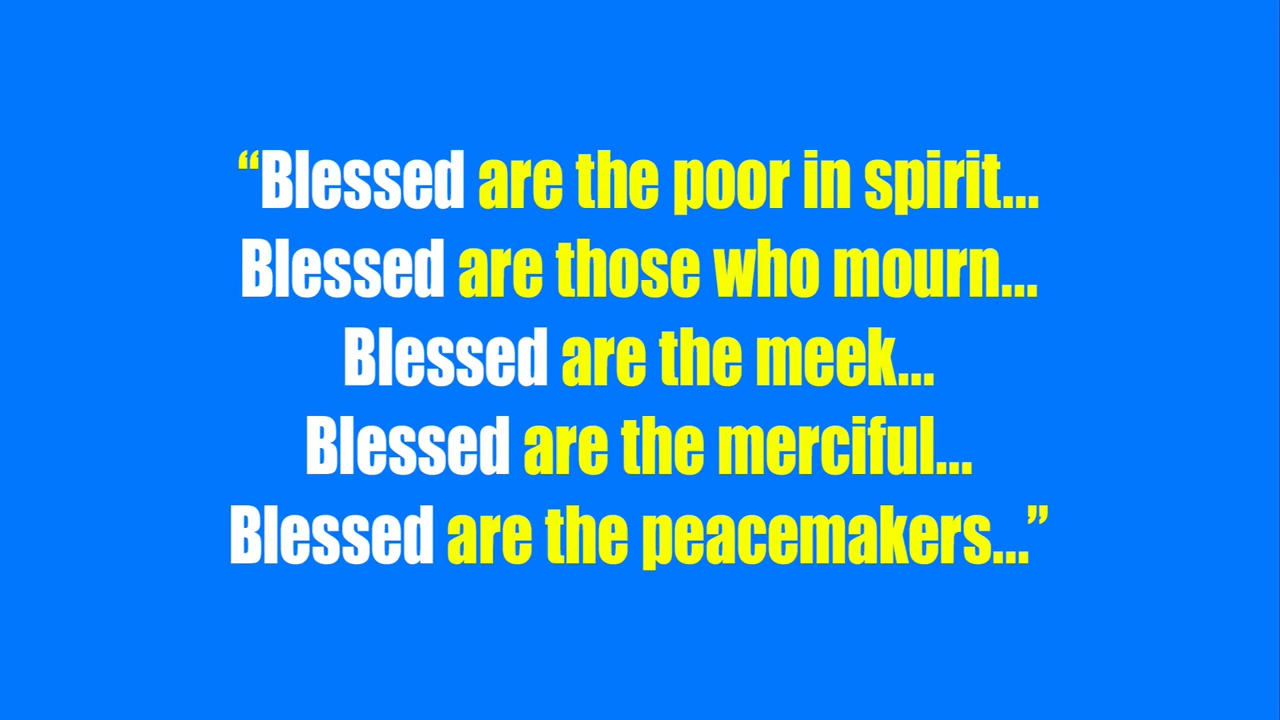 “Blessed are the poor in spirit...
Blessed are those who mourn...
Blessed are the meek...
Blessed are the merciful...
Blessed are the peacemakers...”